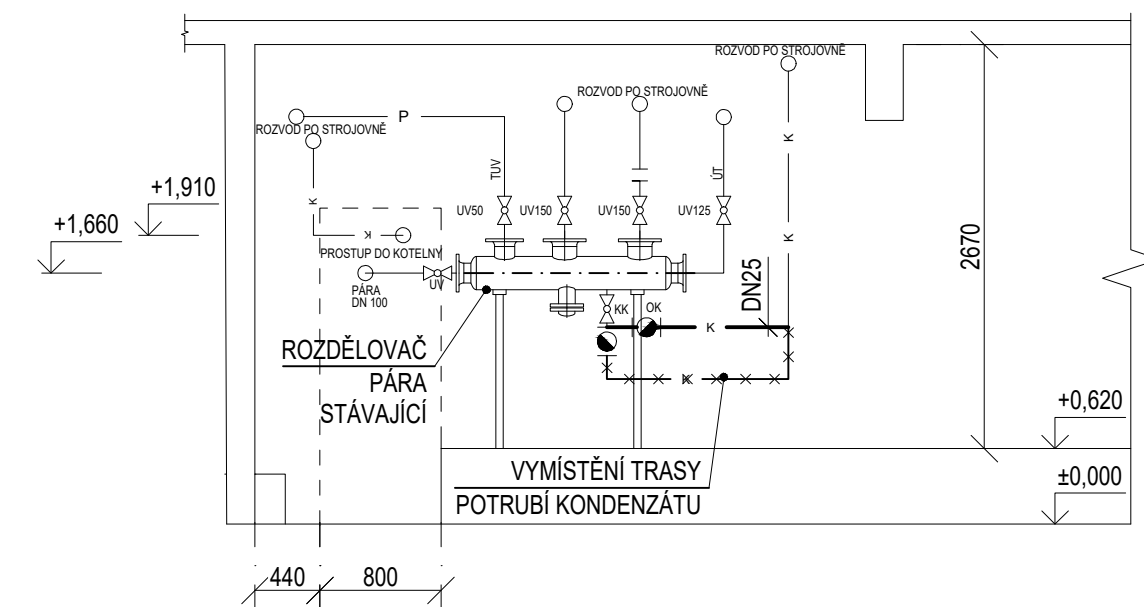 ROZVOD PO STROJOVNĚ
ROZVOD PO STROJOVNĚ
P
ROZVOD PO STROJOVNĚ
K
TUV
ÚT
K
+1,910
UV50
UV150
UV150
UV125
+1,660
K
K
2670
PROSTUP DO KOTELNY
UV
PÁRA
DN 100
DN25
KK
OK
K
ROZDĚLOVAČ
PÁRA
STÁVAJÍCÍ
K
+0,620
VYMÍSTĚNÍ TRASY
POTRUBÍ KONDENZÁTU
±0,000
440
800